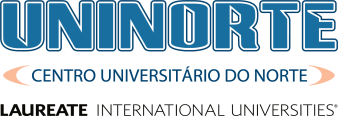 UNINORTE
CENTRO UNIVERSITÁRIO DO NORTE
LAUREATE INTERNATIONAL UNIVERSITIES®